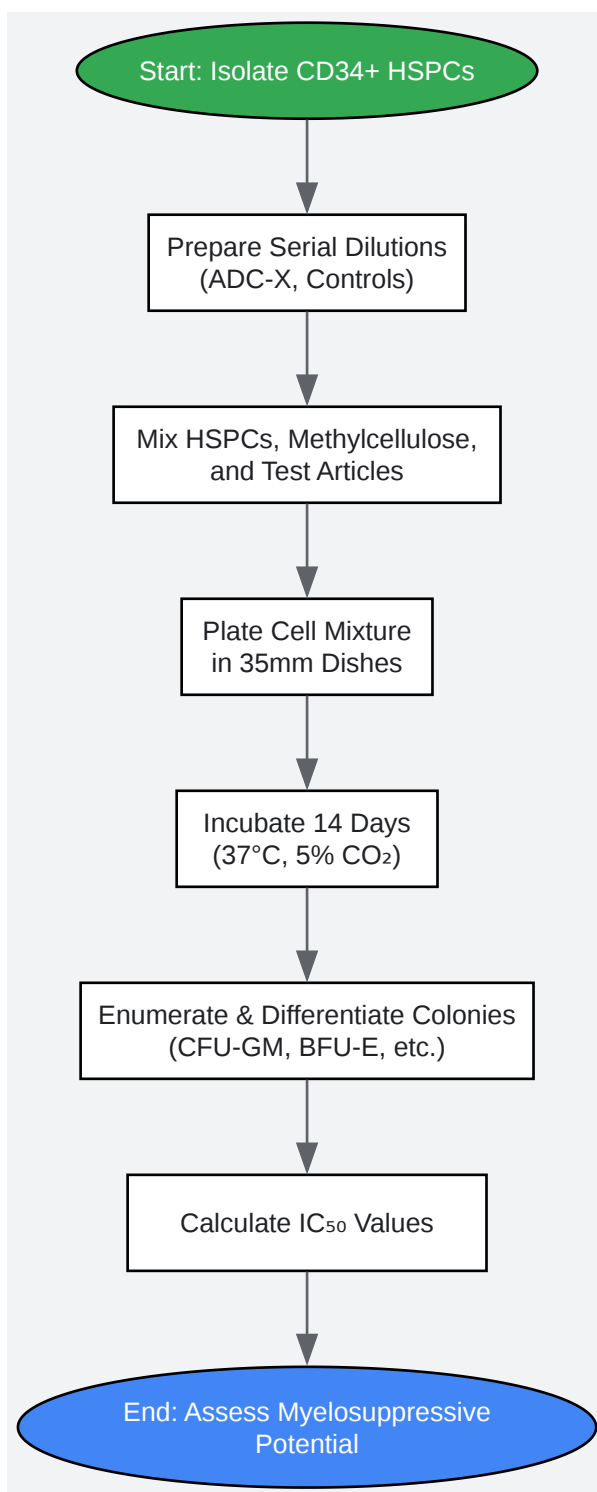 Start: Isolate CD34+ HSPCs
Prepare Serial Dilutions
(ADC-X, Controls)
Mix HSPCs, Methylcellulose,
and Test Articles
Plate Cell Mixture
in 35mm Dishes
Incubate 14 Days
(37°C, 5% CO₂)
Enumerate & Differentiate Colonies
(CFU-GM, BFU-E, etc.)
Calculate IC₅₀ Values
End: Assess Myelosuppressive
Potential